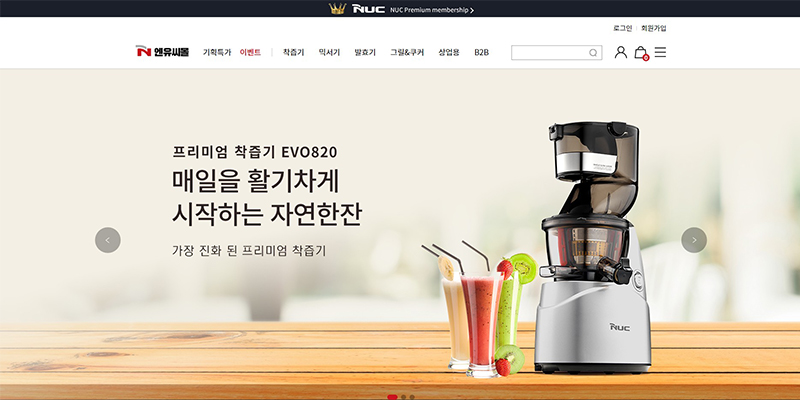 NUC NUC Premium membership >
로그인 회원가입
N 엔유씨몰 기획특가 이벤트 착즙기 믹서기 발효기 그릴&쿠커 상업용 B2B
0
프리미엄 착즙기 EVO820
매일을 활기차게
시작하는 자연한잔
가장 진화 된 프리미엄 착즙기
NUC